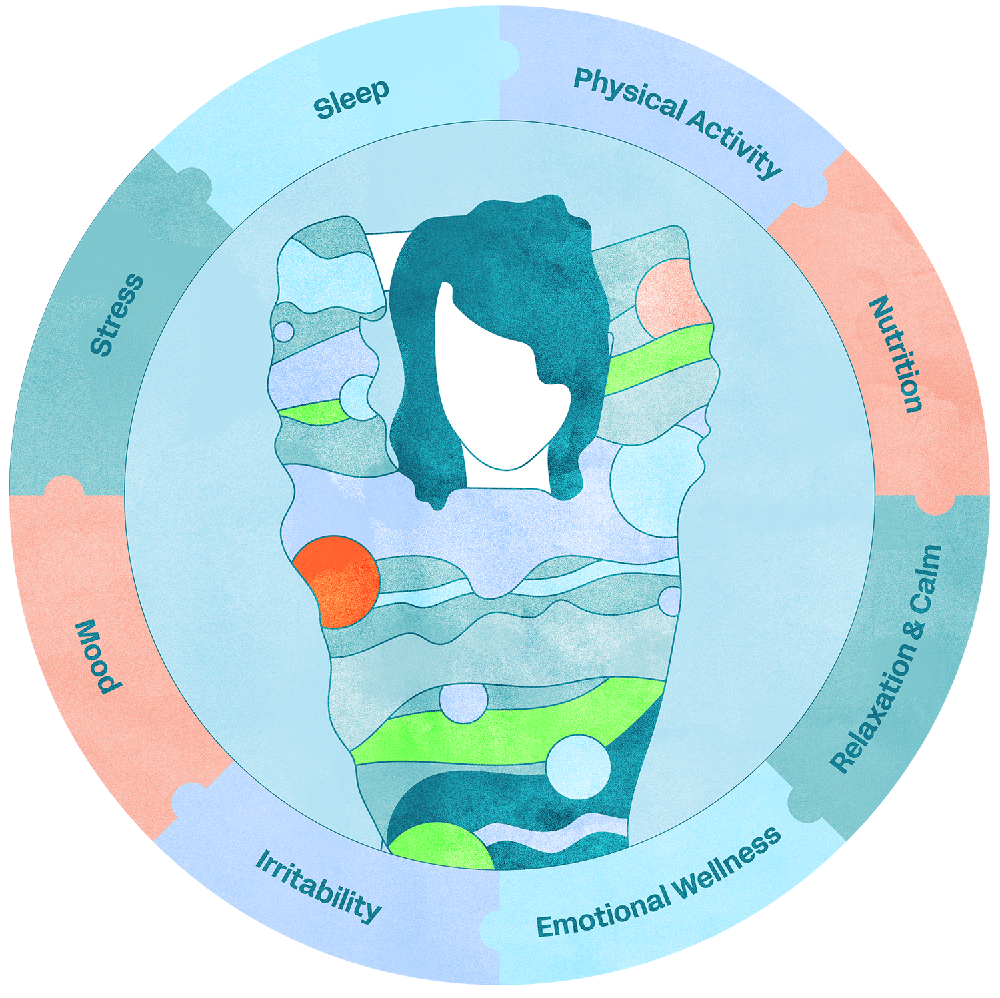 Sleep
Physical Activity
Nutrition
Relaxation & Calm
Emotional Wellness
Irritability
Mood
Stress